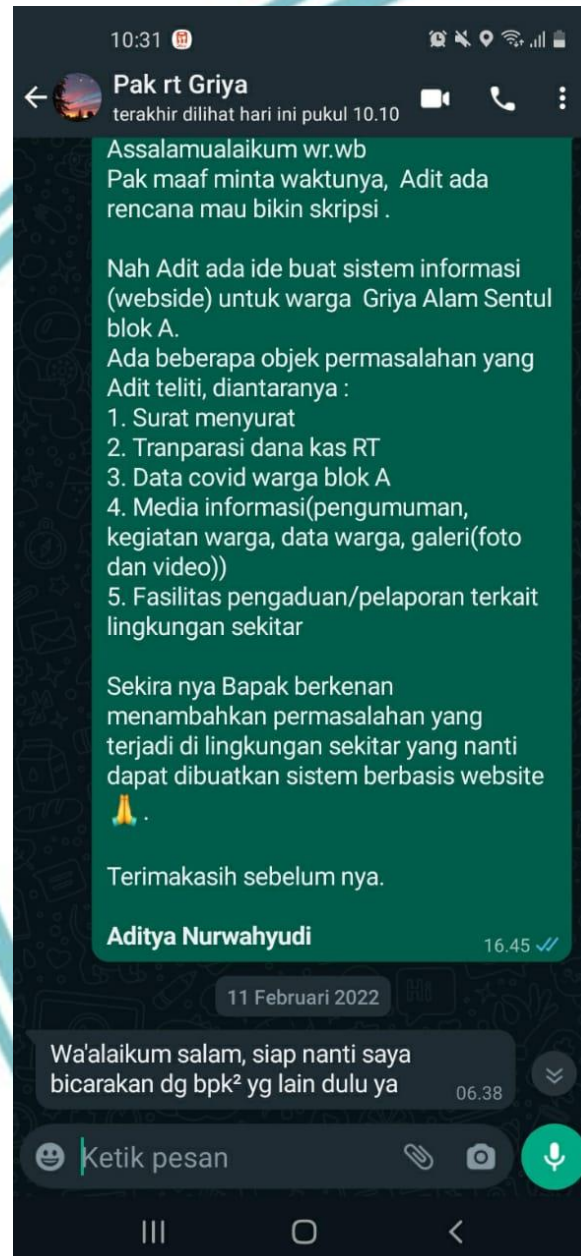 10:31
Pak rt Griya
terakhir dilihat hari ini pukul 10.10
Assalamualaikum wr.wb
Pak maaf minta waktunya, Adit ada
rencana mau bikin skripsi .
Nah Adit ada ide buat sistem informasi
(webside) untuk warga Griya Alam Sentul
blok A.
Ada beberapa objek permasalahan yang
Adit teliti, diantaranya :
1. Surat menyurat
2. Tranparasi dana kas RT
3. Data covid warga blok A
4. Media informasi(pengumuman,
kegiatan warga, data warga, galeri(foto
dan video))
5. Fasilitas pengaduan/pelaporan terkait
lingkungan sekitar
Sekira nya Bapak berkenan
menambahkan permasalahan yang
terjadi di lingkungan sekitar yang nanti
dapat dibuatkan sistem berbasis website
🙏 .
Terimakasih sebelum nya.
Aditya Nurwahyudi
16.45
11 Februari 2022
Wa'alaikum salam, siap nanti saya
bicarakan dg bpk² yg lain dulu ya
06.38
Ketik pesan